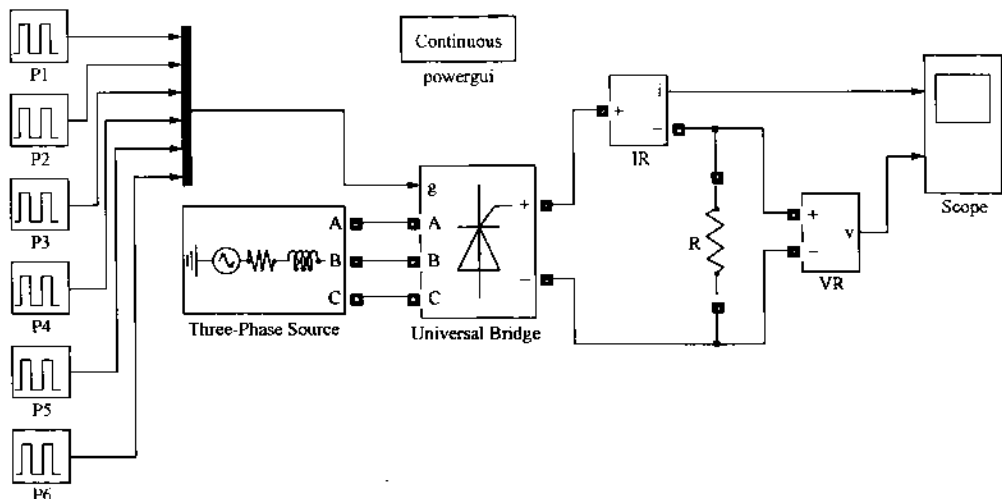 P1
P2
P3
P4
P5
P6
Continuous
powergui
A
B
C
Three-Phase Source
g
A
B
C
+
−
Universal Bridge
+
i
−
IR
R
+
−
v
VR
Scope